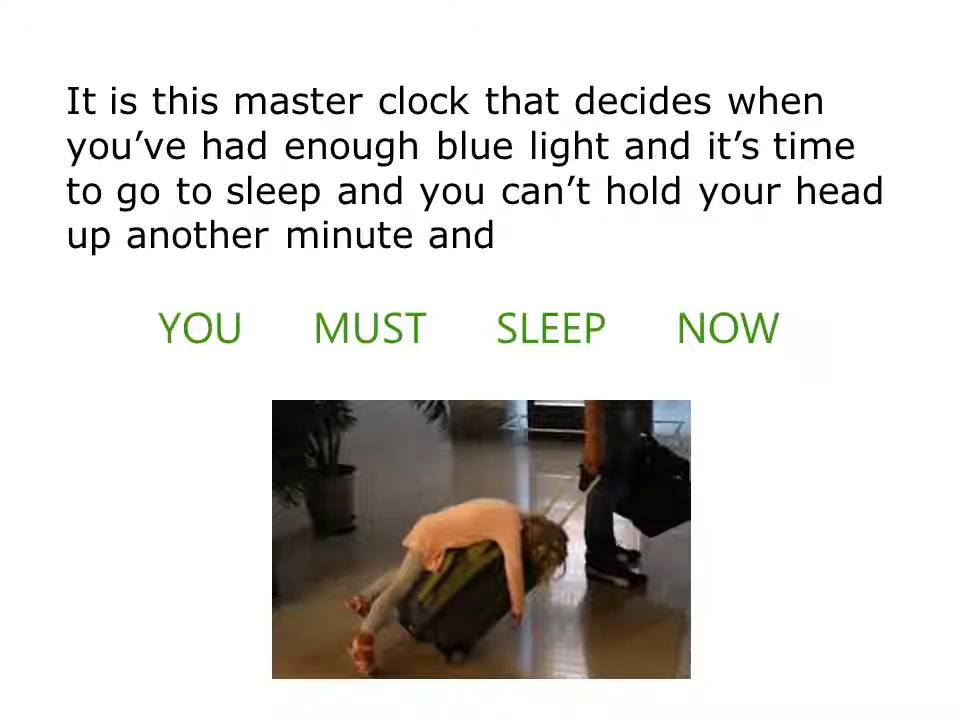 It is this master clock that decides when
you’ve had enough blue light and it’s time
to go to sleep and you can’t hold your head
up another minute and
YOU MUST SLEEP NOW